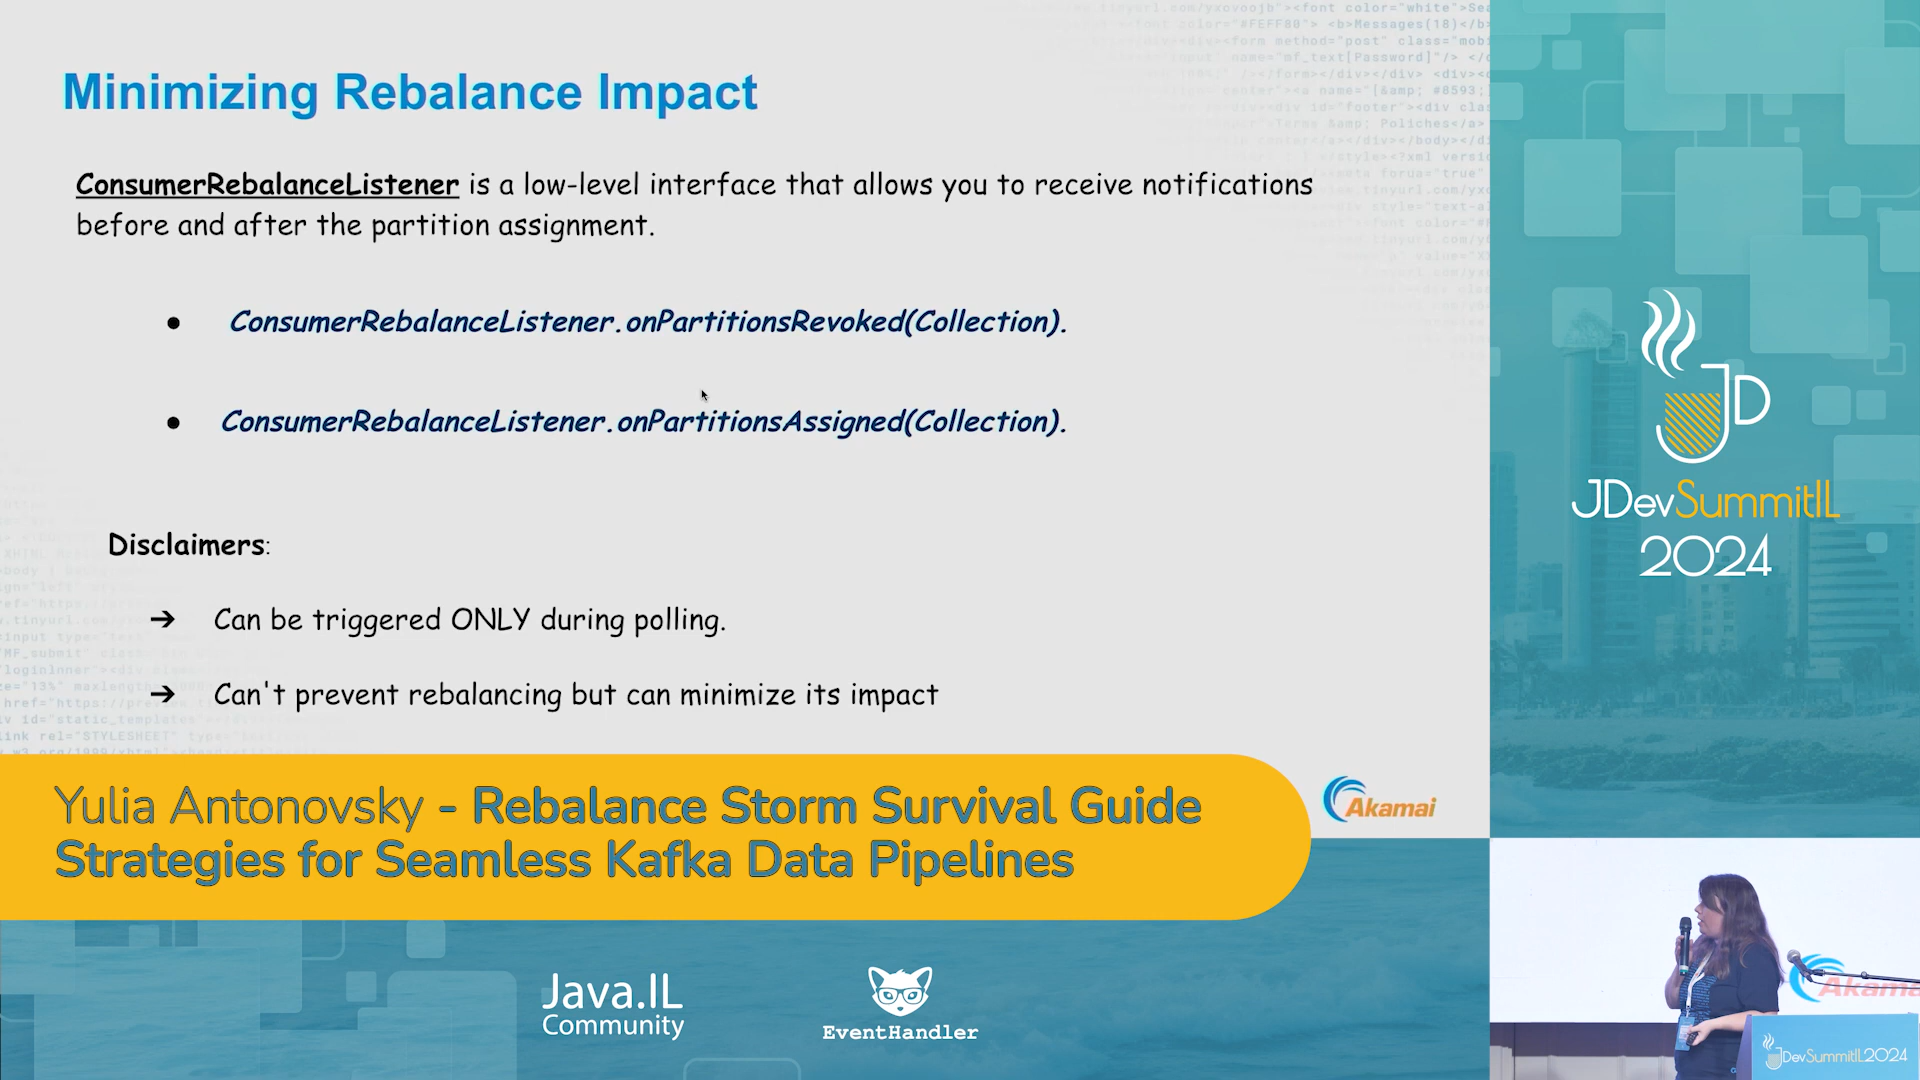 Minimizing Rebalance Impact
ConsumerRebalanceListener is a low-level interface that allows you to receive notifications
before and after the partition assignment.
● ConsumerRebalanceListener.onPartitionsRevoked(Collection).
● ConsumerRebalanceListener.onPartitionsAssigned(Collection).
Disclaimers:
➔ Can be triggered ONLY during polling.
➔ Can't prevent rebalancing but can minimize its impact
Akamai
Yulia Antonovsky - Rebalance Storm Survival Guide
Strategies for Seamless Kafka Data Pipelines
Java.IL
Community
EventHandler
JD
JDevSummitIL
2024
Akama
JDevSummitIL2024